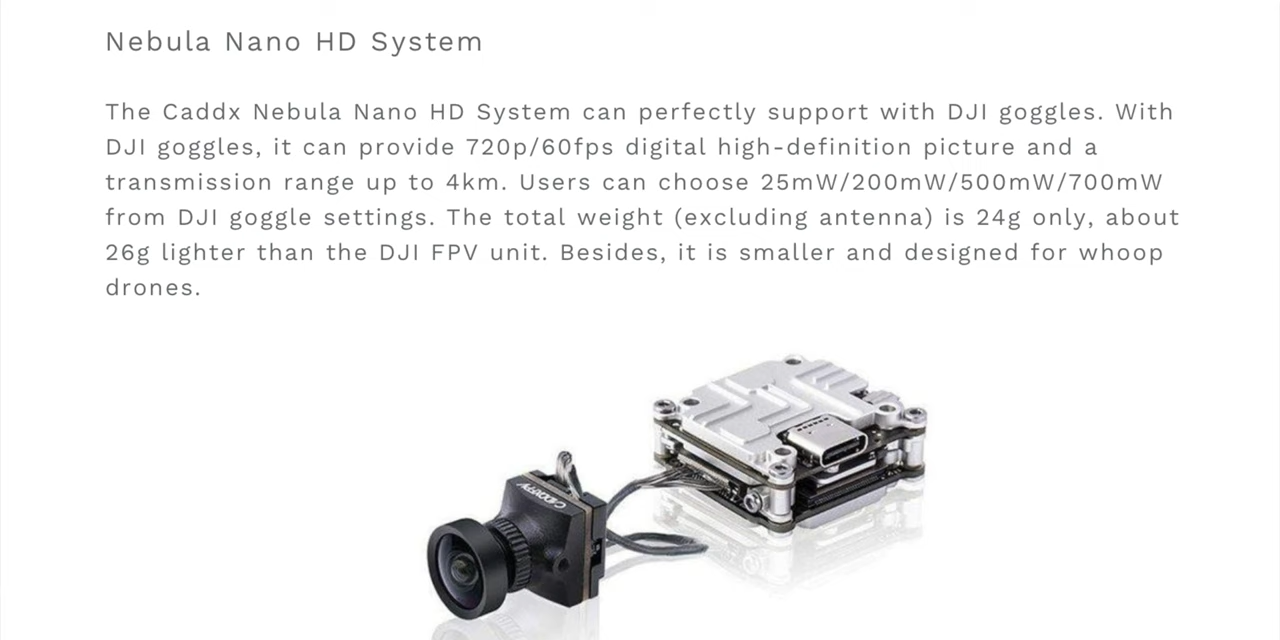 Nebula Nano HD System
The Caddx Nebula Nano HD System can perfectly support with DJI goggles. With
DJI goggles, it can provide 720p/60fps digital high-definition picture and a
transmission range up to 4km. Users can choose 25mW/200mW/500mW/700mW
from DJI goggle settings. The total weight (excluding antenna) is 24g only, about
26g lighter than the DJI FPV unit. Besides, it is smaller and designed for whoop
drones.
CADDXFPV